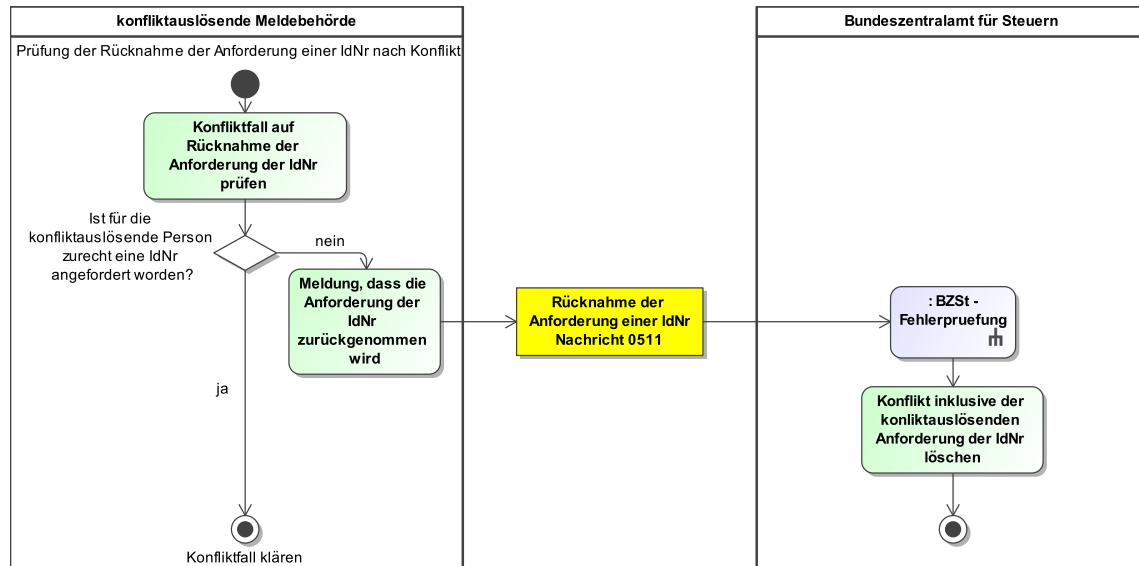 konfliktauslösende Meldebehörde
Bundeszentralamt für Steuern
Prüfung der Rücknahme der Anforderung einer IdNr nach Konflikt
Konfliktfall auf
Rücknahme der
Anforderung der IdNr
prüfen
Ist für die
konfliktauslösende Person
zurecht eine IdNr
angefordert worden?
nein
Meldung, dass die
Anforderung der
IdNr
zurückgenommen
wird
Rücknahme der
Anforderung einer IdNr
Nachricht 0511
: BZSt -
Fehlerpruefung
ja
Konflikt inklusive der
konliktauslösenden
Anforderung der IdNr
löschen
Konfliktfall klären